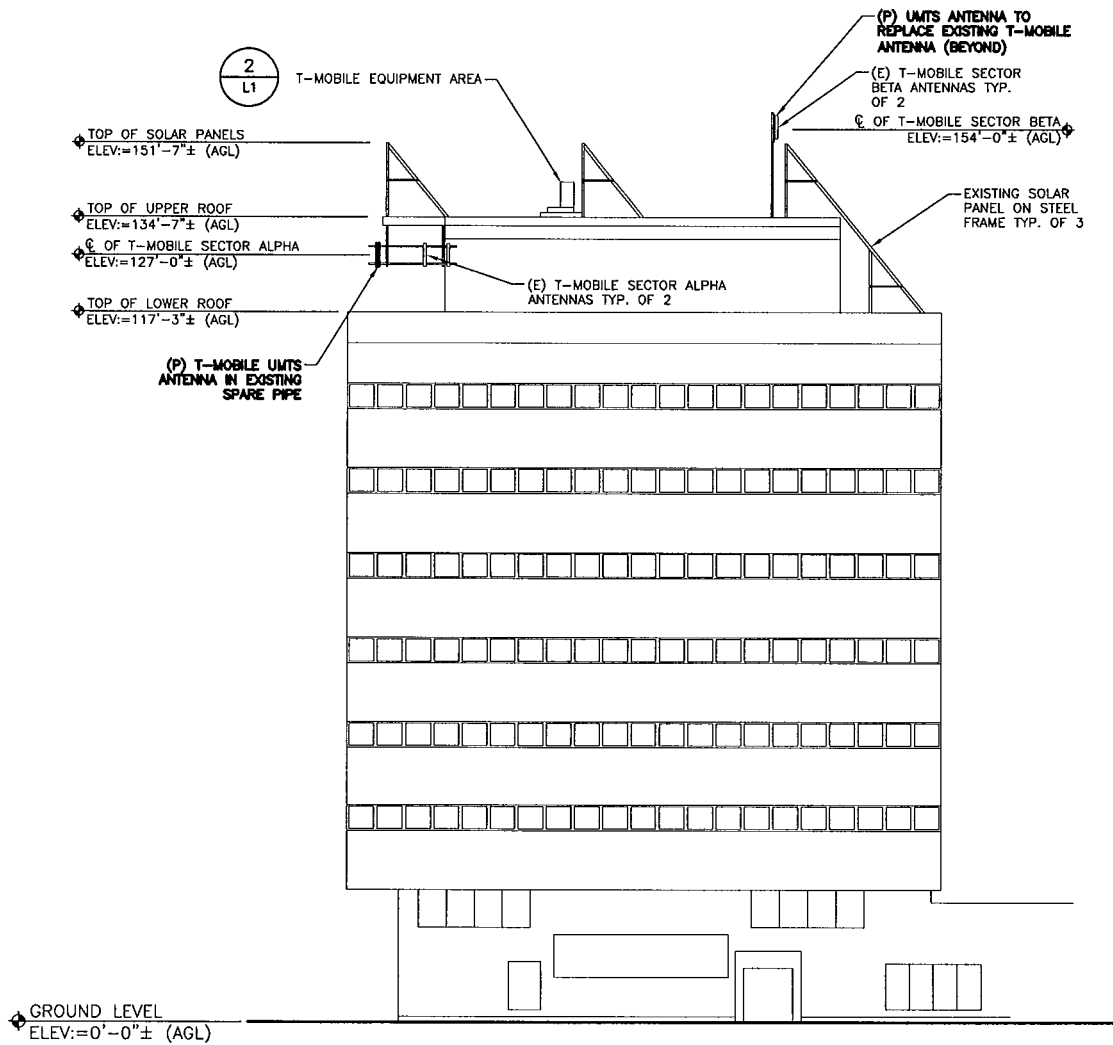 (P) UMTS ANTENNA TO
REPLACE EXISTING T-MOBILE
ANTENNA (BEYOND)
2
L1
T-MOBILE EQUIPMENT AREA
(E) T-MOBILE SECTOR
BETA ANTENNAS TYP.
OF 2
℄ OF T-MOBILE SECTOR BETA
ELEV:=154'-0"± (AGL)
TOP OF SOLAR PANELS
ELEV:=151'-7"± (AGL)
EXISTING SOLAR
PANEL ON STEEL
FRAME TYP. OF 3
TOP OF UPPER ROOF
ELEV:=134'-7"± (AGL)
℄ OF T-MOBILE SECTOR ALPHA
ELEV:=127'-0"± (AGL)
(E) T-MOBILE SECTOR ALPHA
ANTENNAS TYP. OF 2
TOP OF LOWER ROOF
ELEV:=117'-3"± (AGL)
(P) T-MOBILE UMTS
ANTENNA IN EXISTING
SPARE PIPE
GROUND LEVEL
ELEV:=0'-0"± (AGL)